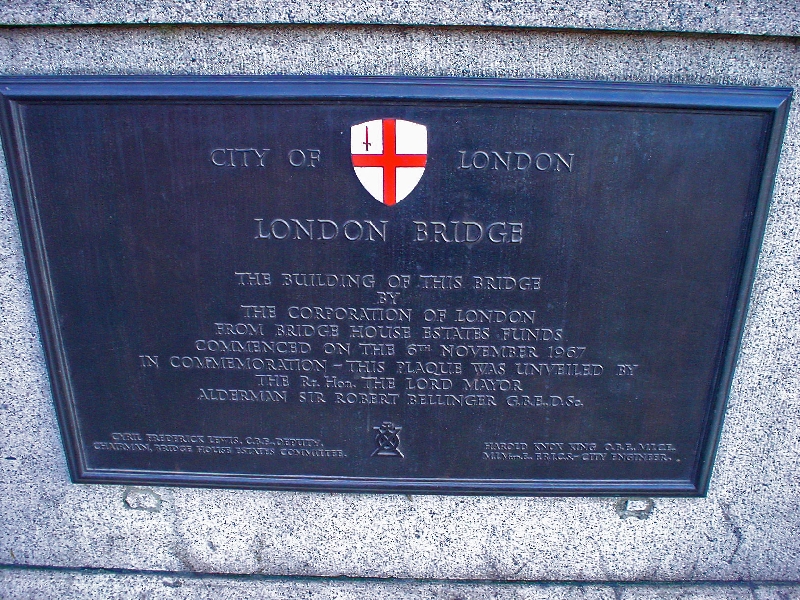 CITY OF LONDON
LONDON BRIDGE
THE BUILDING OF THIS BRIDGE
BY
THE CORPORATION OF LONDON
FROM BRIDGE HOUSE ESTATES FUNDS
COMMENCED ON THE 6TH NOVEMBER 1967
IN COMMEMORATION - THIS PLAQUE WAS UNVEILED BY
THE RT. HON. THE LORD MAYOR
ALDERMAN SIR ROBERT BELLINGER G.B.E., D.Sc.
CYRIL FREDERICK LEWIS, C.B.E., DEPUTY,
CHAIRMAN, BRIDGE HOUSE ESTATES COMMITTEE.
HAROLD KNOX KING O.B.E., M.I.C.E.
M.I.Mun.E., F.R.I.C.S. - CITY ENGINEER.